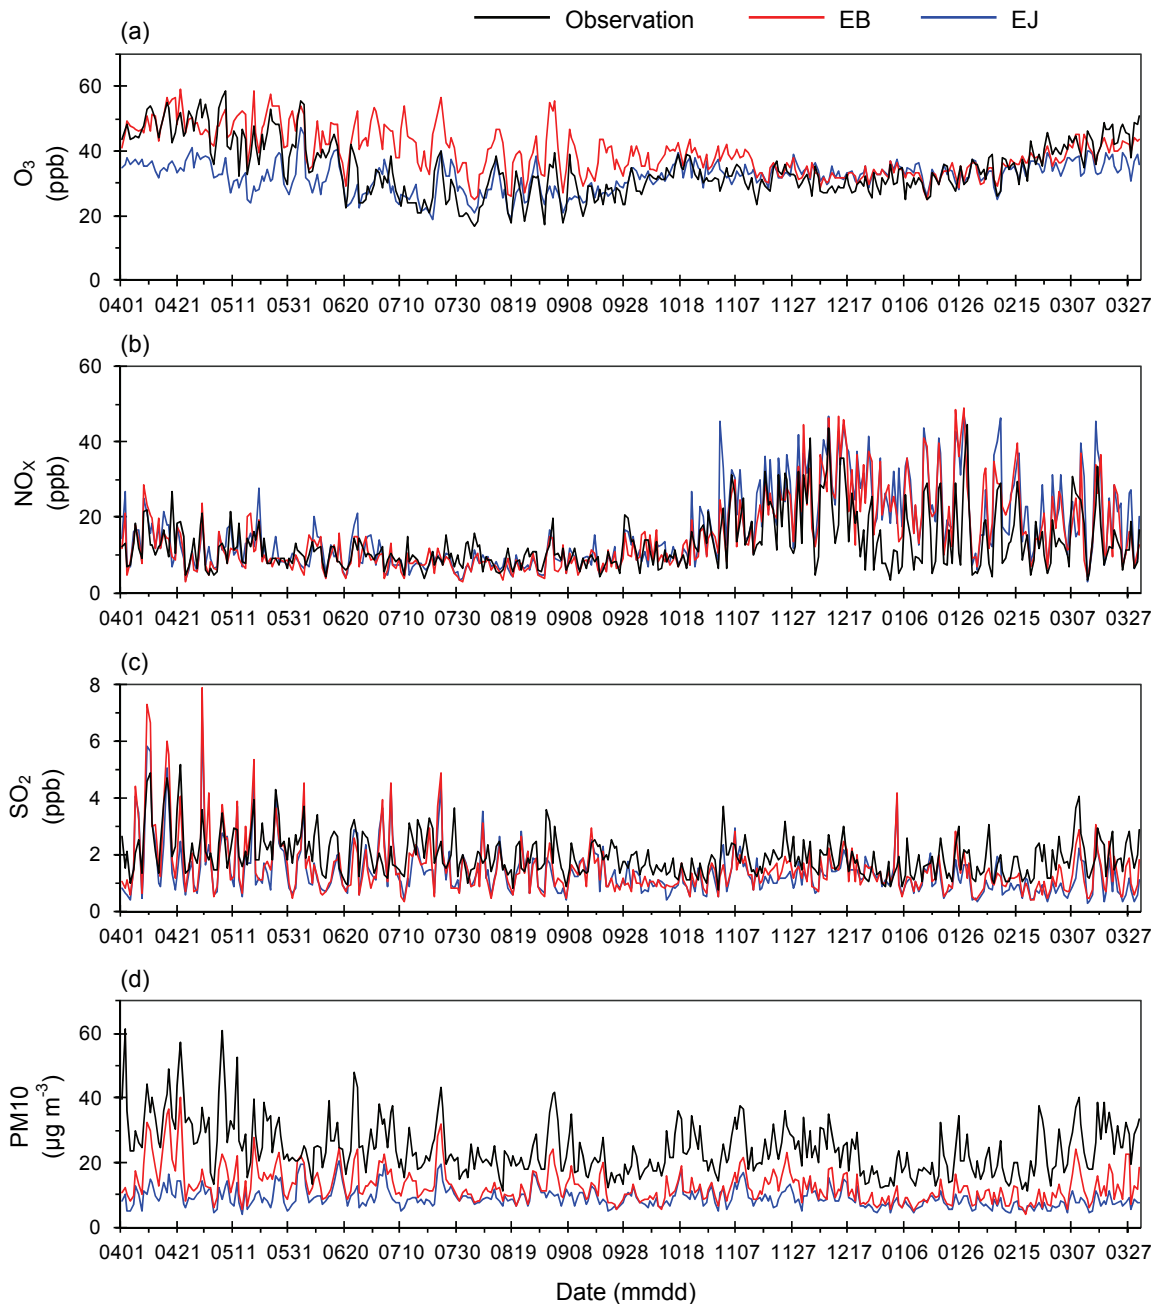 Observation EB EJ
(a)
60
40
20
0
O3 (ppb)
0401 0421 0511 0531 0620 0710 0730 0819 0908 0928 1018 1107 1127 1217 0106 0126 0215 0307 0327
(b)
60
40
20
0
NOX (ppb)
0401 0421 0511 0531 0620 0710 0730 0819 0908 0928 1018 1107 1127 1217 0106 0126 0215 0307 0327
(c)
8
6
4
2
0
SO2 (ppb)
0401 0421 0511 0531 0620 0710 0730 0819 0908 0928 1018 1107 1127 1217 0106 0126 0215 0307 0327
(d)
60
40
20
0
PM10 (µg m-3)
0401 0421 0511 0531 0620 0710 0730 0819 0908 0928 1018 1107 1127 1217 0106 0126 0215 0307 0327
Date (mmdd)